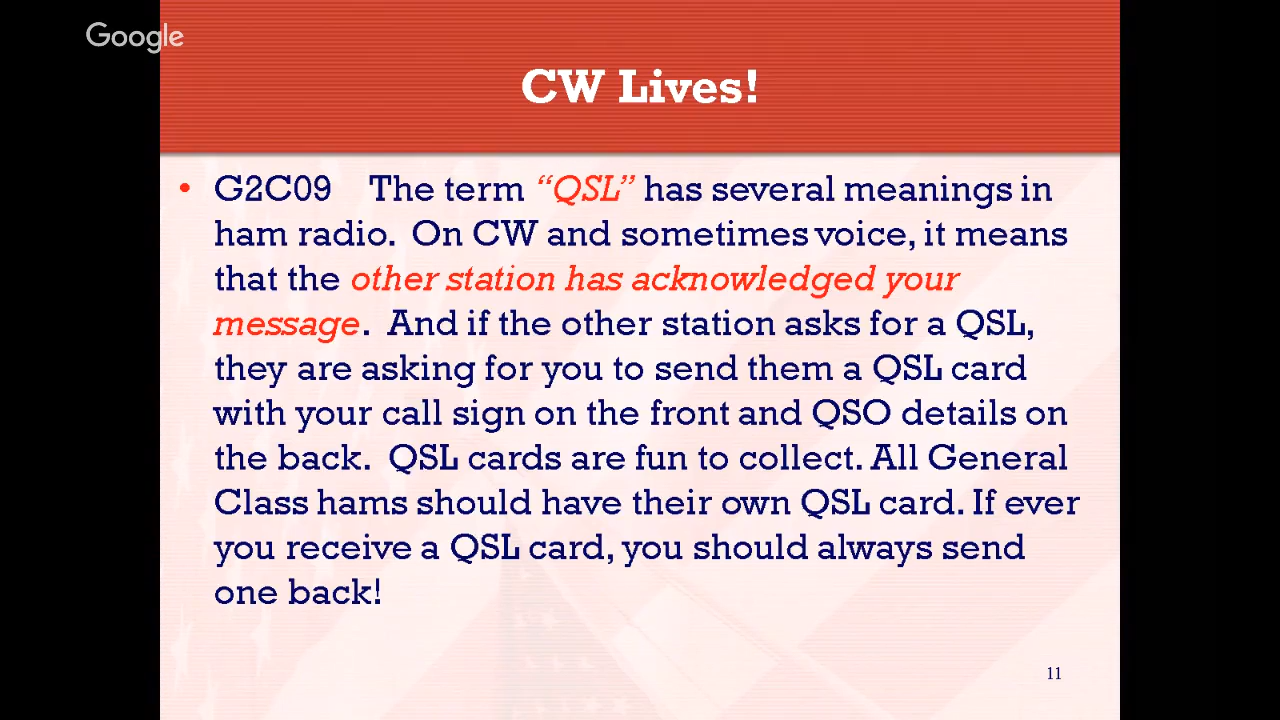 Google
CW Lives!
• G2C09 The term “QSL” has several meanings in
ham radio. On CW and sometimes voice, it means
that the other station has acknowledged your
message. And if the other station asks for a QSL,
they are asking for you to send them a QSL card
with your call sign on the front and QSO details on
the back. QSL cards are fun to collect. All General
Class hams should have their own QSL card. If ever
you receive a QSL card, you should always send
one back!
11